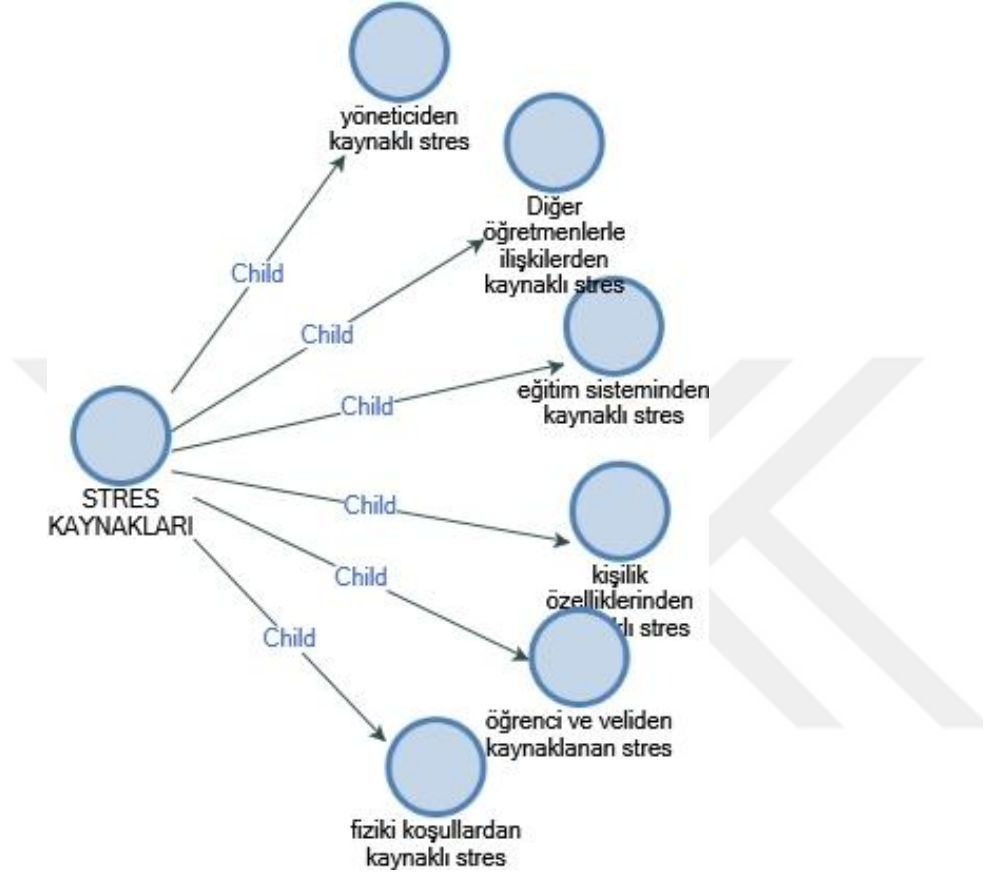 yöneticiden
kaynaklı stres
Diğer
öğretmenlerle
ilişkilerden
kaynaklı stres
Child
Child
eğitim sisteminden
kaynaklı stres
Child
STRES
KAYNAKLARI
Child
kişilik
özelliklerinden
stres
Child
Child
öğrenci ve veliden
kaynaklanan stres
fiziki koşullardan
kaynaklı stres